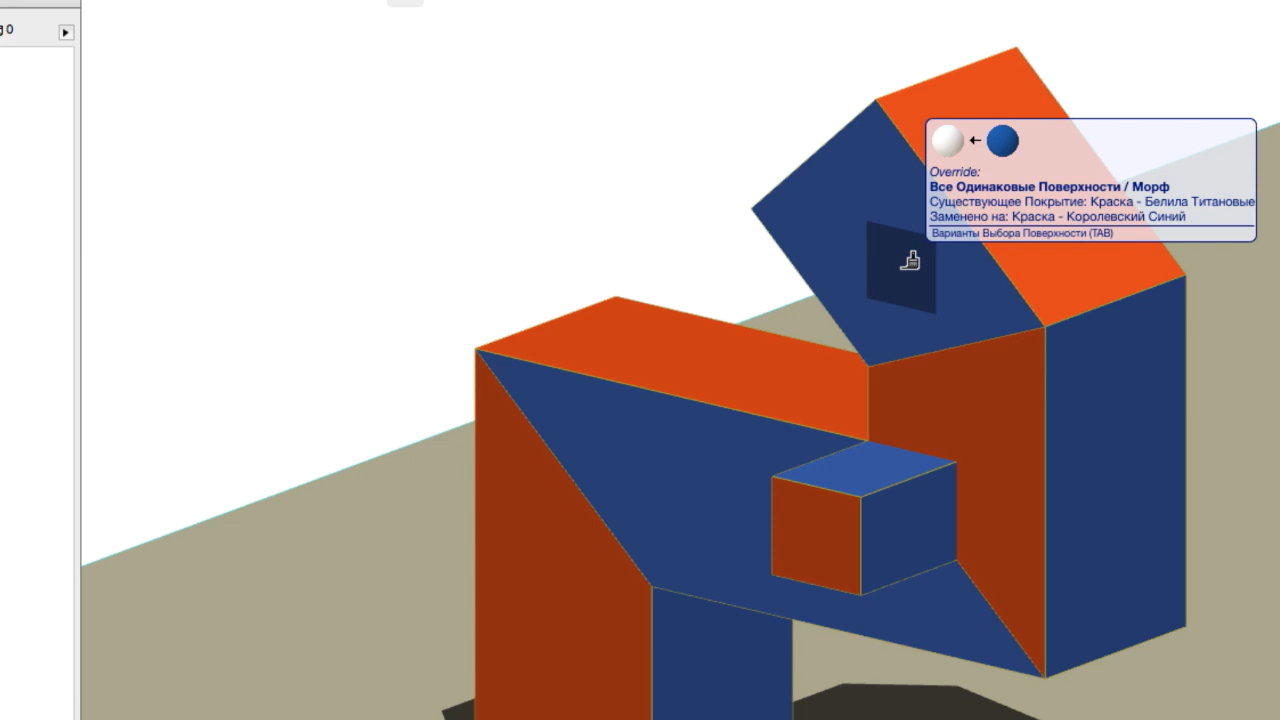 0
Override:
Все Одинаковые Поверхности / Морф
Существующее Покрытие: Краска - Белила Титановые
Заменено на: Краска - Королевский Синий
Варианты Выбора Поверхности (TAB)